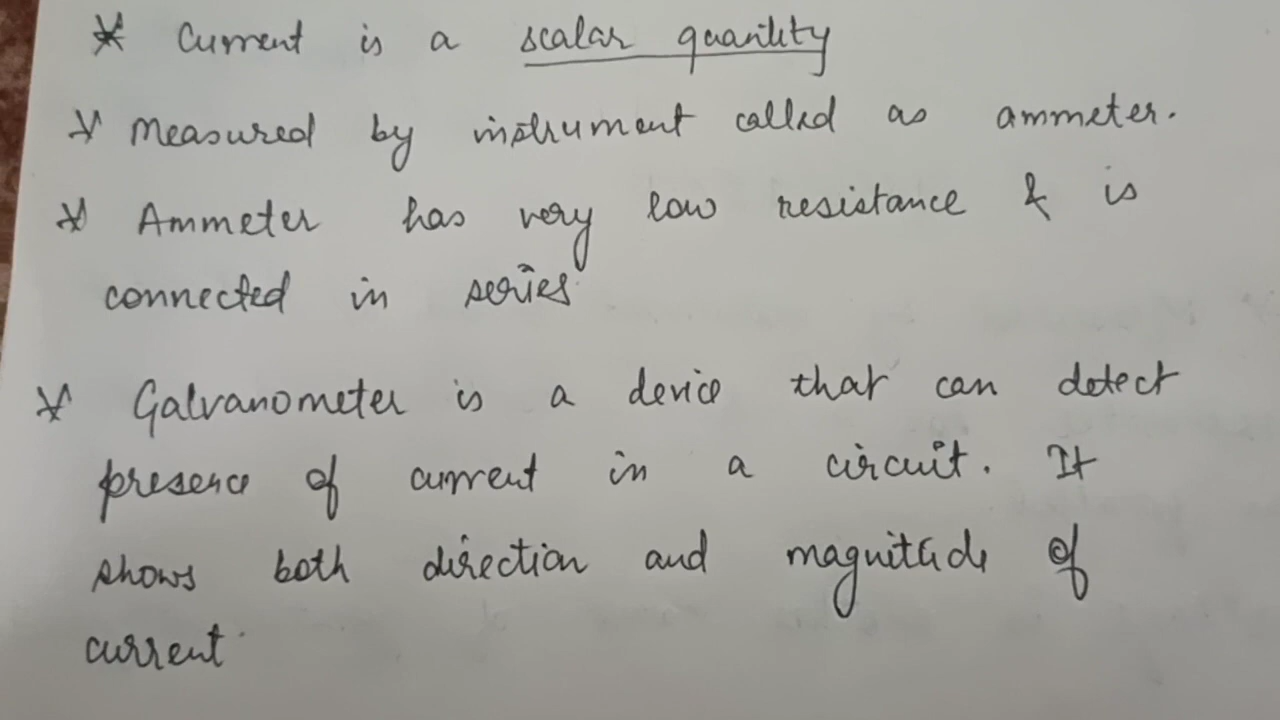 * Current is a scalar quantity
* Measured by instrument called as ammeter.
* Ammeter has very low resistance & is
connected in series
* Galvanometer is a device that can detect
presence of current in a circuit. It
shows both direction and magnitude of
current.